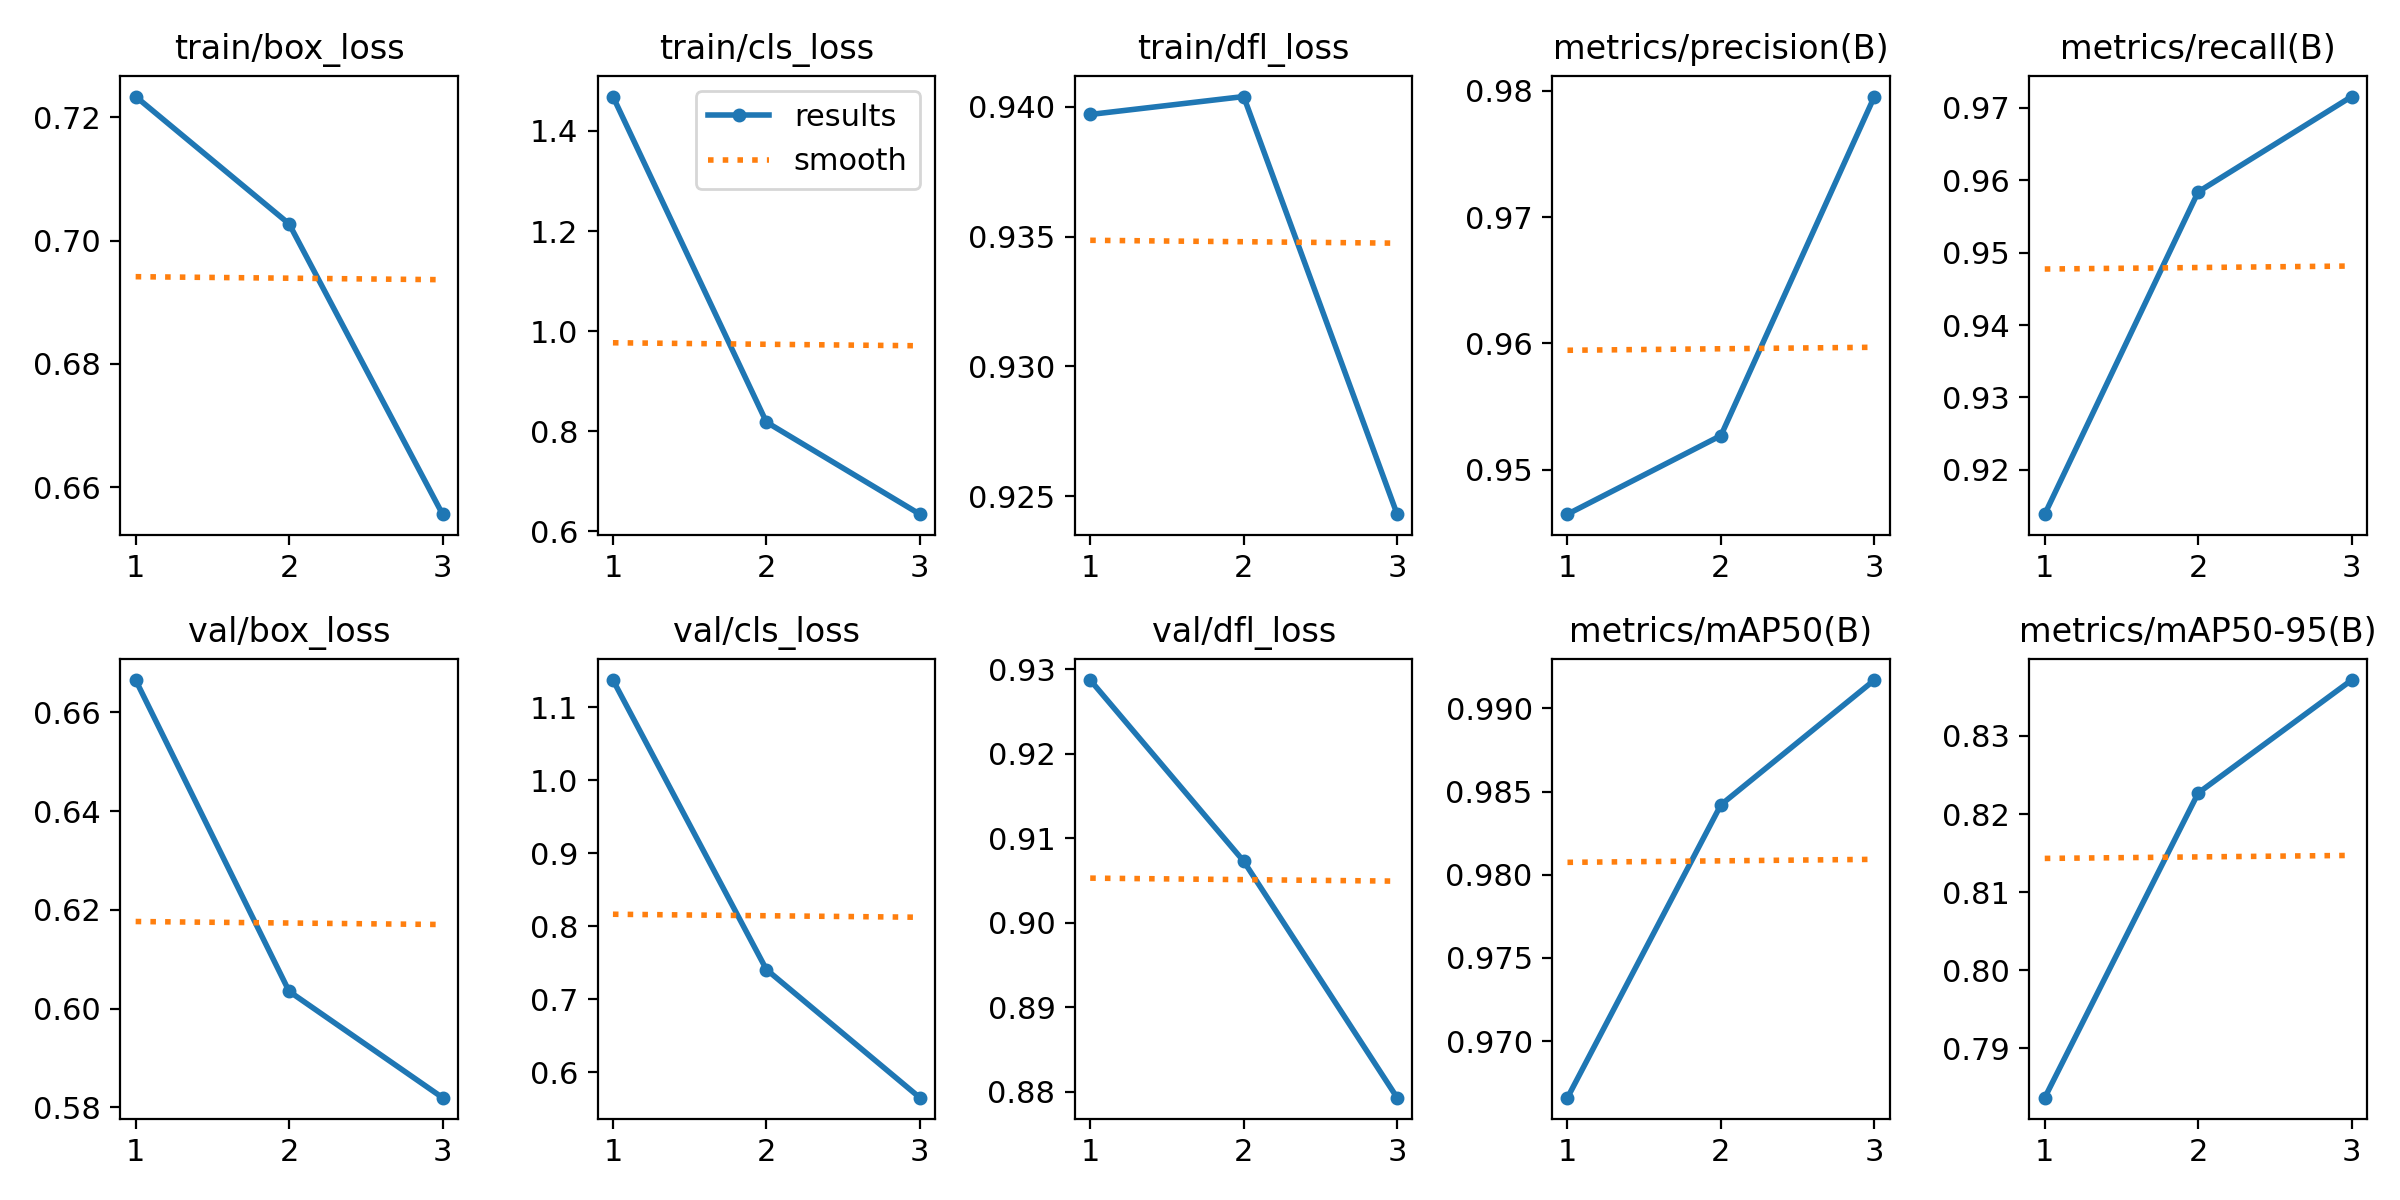 train/box_loss
0.72
0.70
0.68
0.66
1 2 3
train/cls_loss
results
smooth
1.4
1.2
1.0
0.8
0.6
1 2 3
train/dfl_loss
0.940
0.935
0.930
0.925
1 2 3
metrics/precision(B)
0.98
0.97
0.96
0.95
1 2 3
metrics/recall(B)
0.97
0.96
0.95
0.94
0.93
0.92
1 2 3
val/box_loss
0.66
0.64
0.62
0.60
0.58
1 2 3
val/cls_loss
1.1
1.0
0.9
0.8
0.7
0.6
1 2 3
val/dfl_loss
0.93
0.92
0.91
0.90
0.89
0.88
1 2 3
metrics/mAP50(B)
0.990
0.985
0.980
0.975
0.970
1 2 3
metrics/mAP50-95(B)
0.83
0.82
0.81
0.80
0.79
1 2 3